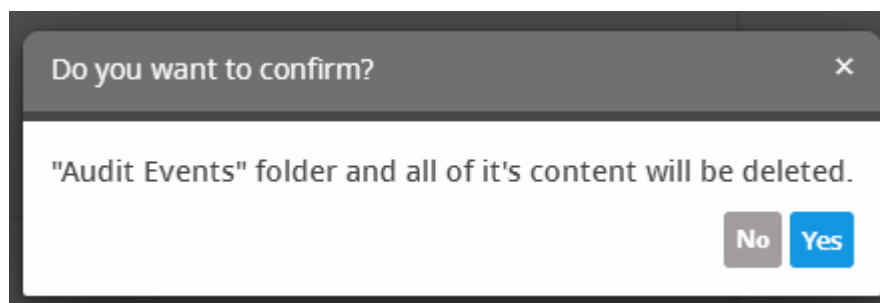 Do you want to confirm? ×
"Audit Events" folder and all of it's content will be deleted.
No Yes